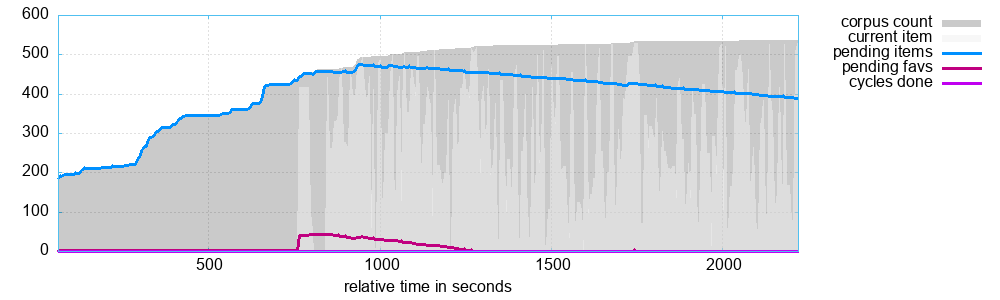 600
500
400
300
200
100
0
500
1000
1500
2000
relative time in seconds
corpus count
current item
pending items
pending favs
cycles done